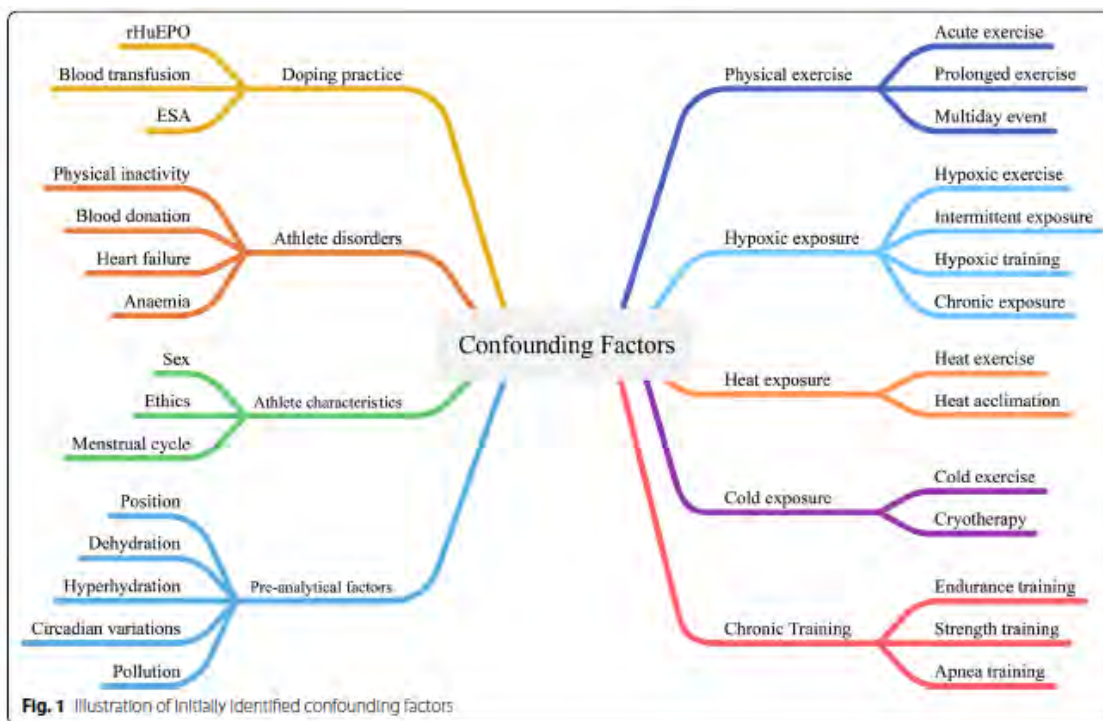 rHuEPO
Blood transfusion
ESA
Doping practice
Physical inactivity
Blood donation
Heart failure
Anaemia
Athlete disorders
Sex
Ethics
Menstrual cycle
Athlete characteristics
Position
Dehydration
Hyperhydration
Circadian variations
Pollution
Pre-analytical factors
Confounding Factors
Physical exercise
Acute exercise
Prolonged exercise
Multiday event
Hypoxic exposure
Hypoxic exercise
Intermittent exposure
Hypoxic training
Chronic exposure
Heat exposure
Heat exercise
Heat acclimation
Cold exposure
Cold exercise
Cryotherapy
Chronic Training
Endurance training
Strength training
Apnea training
Fig. 1 Illustration of initially identified confounding factors